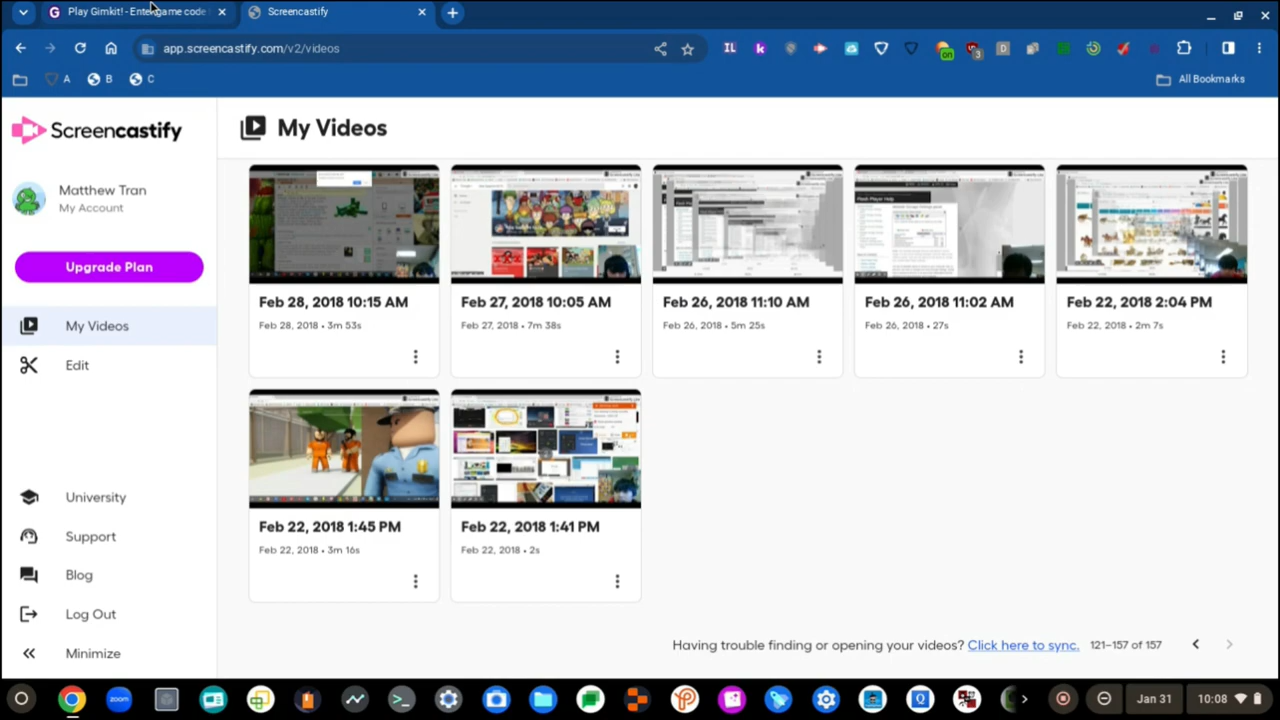 Play Gimkit! - Enter game code
Screencastify
app.screencastify.com/v2/videos
IL
k
on
3
D
A
B
C
All Bookmarks
Screencastify
My Videos
Matthew Tran
My Account
Upgrade Plan
My Videos
Edit
University
Support
Blog
Log Out
Minimize
Feb 28, 2018 10:15 AM
Feb 28, 2018 • 3m 53s
Feb 27, 2018 10:05 AM
Feb 27, 2018 • 7m 38s
Feb 26, 2018 11:10 AM
Feb 26, 2018 • 5m 25s
Feb 26, 2018 11:02 AM
Feb 26, 2018 • 27s
Feb 22, 2018 2:04 PM
Feb 22, 2018 • 2m 7s
Feb 22, 2018 1:45 PM
Feb 22, 2018 • 3m 16s
Feb 22, 2018 1:41 PM
Feb 22, 2018 • 2s
Having trouble finding or opening your videos? Click here to sync. 121–157 of 157
zoom
Jan 31
10:08